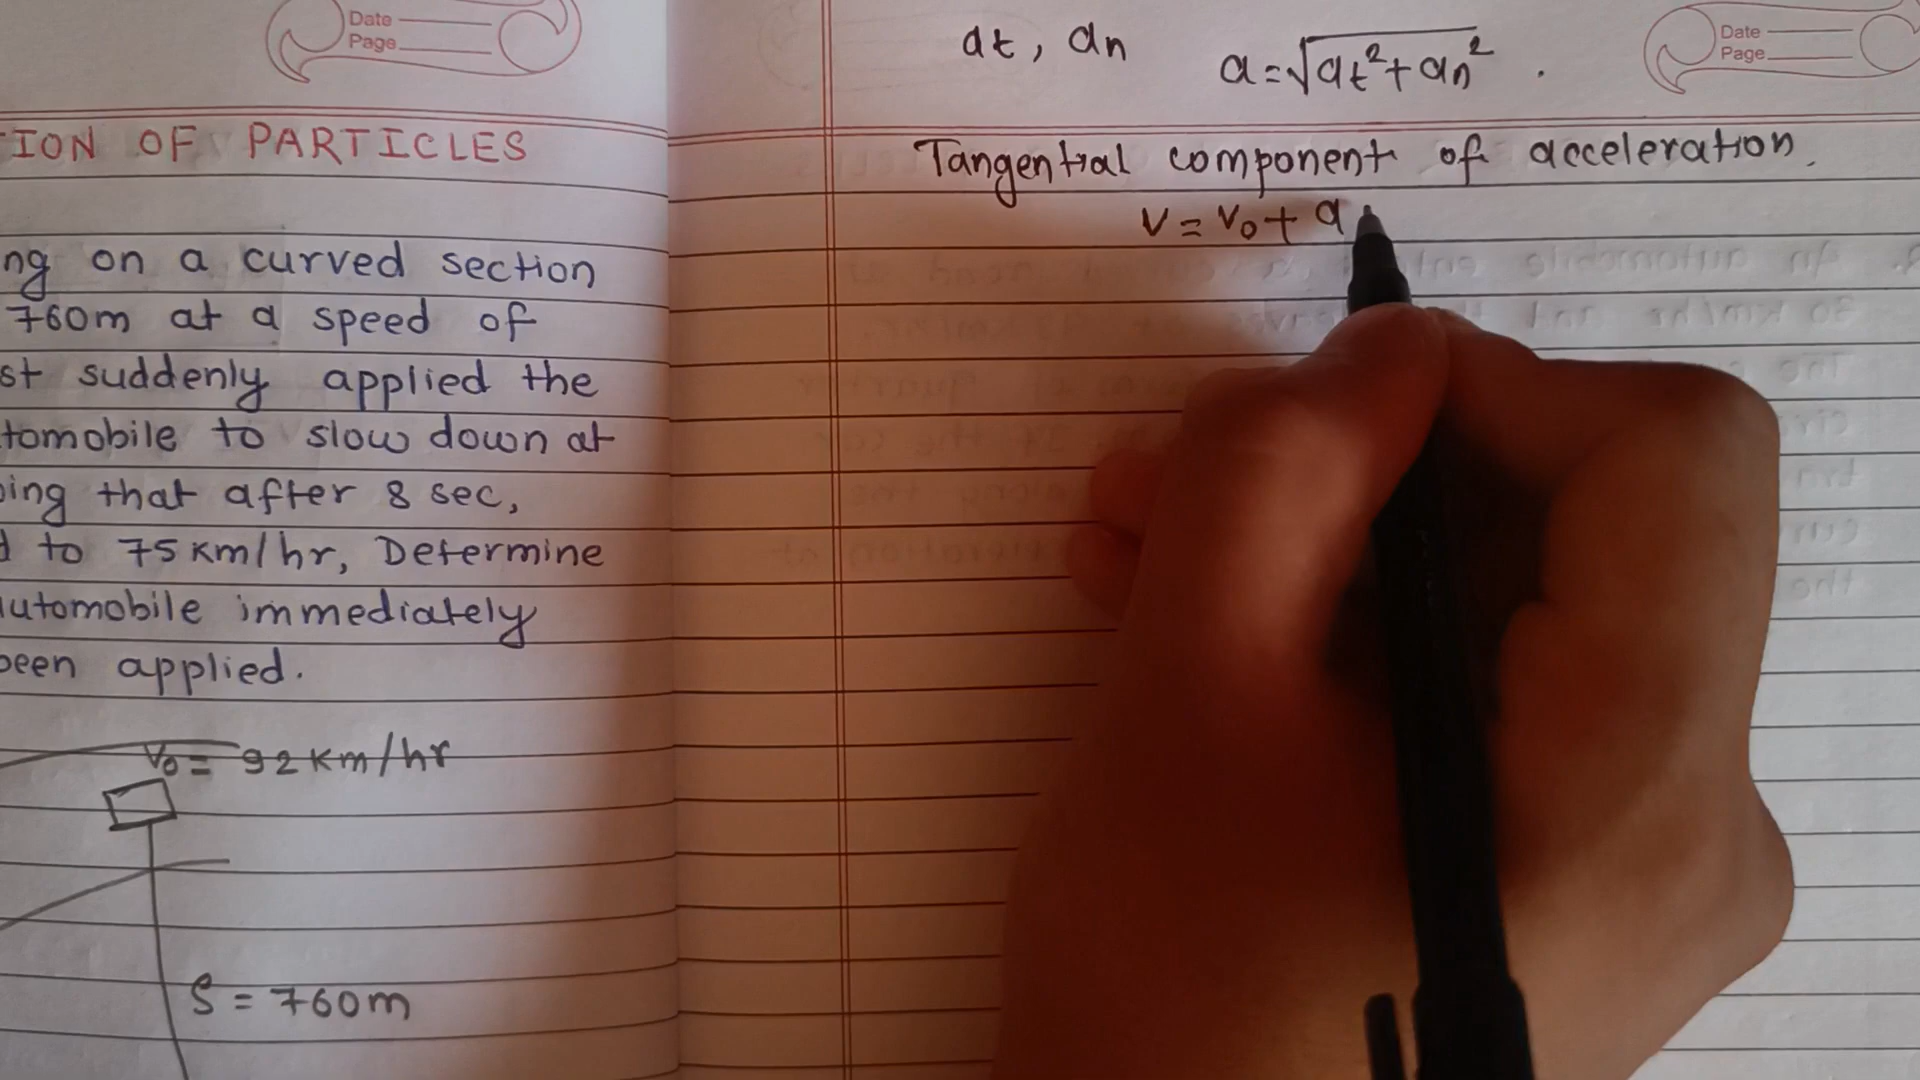 Date
Page
ION OF PARTICLES
ng on a curved section
760m at a speed of
st suddenly applied the
tomobile to slow down at
ing that after 8 sec,
to 75 km/hr, Determine
utomobile immediately
been applied.
v₀ = 92 km/hr
S = 760m
at, an
a = √at² + an² .
Date
Page
Tangential component of acceleration.
v = v₀ + a